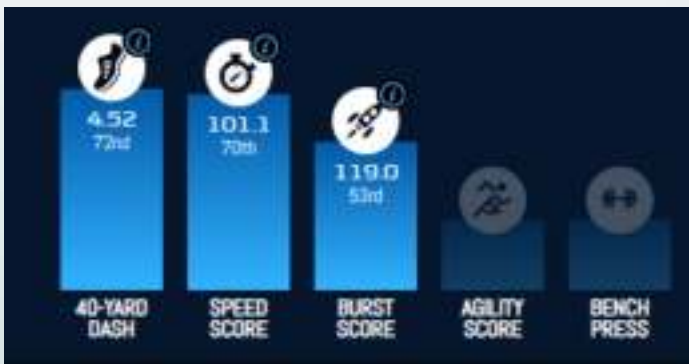 4.52
72nd
101.1
70th
119.0
53rd
40-YARD
DASH
SPEED
SCORE
BURST
SCORE
AGILITY
SCORE
BENCH
PRESS